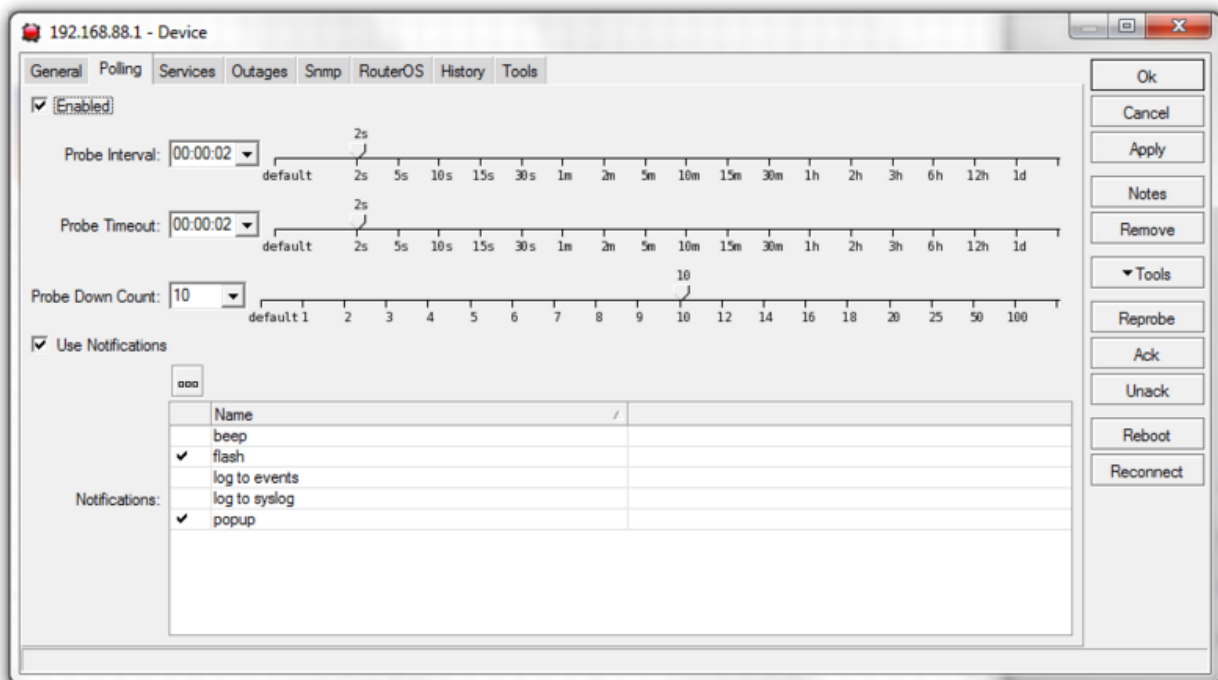 192.168.88.1 - Device
General Polling Services Outages Snmp RouterOS History Tools
Enabled
2s
Probe Interval: 00:00:02
default 2s 5s 10s 15s 30s 1m 2m 5m 10m 15m 30m 1h 2h 3h 6h 12h 1d
2s
Probe Timeout: 00:00:02
default 2s 5s 10s 15s 30s 1m 2m 5m 10m 15m 30m 1h 2h 3h 6h 12h 1d
10
Probe Down Count: 10
default 1 2 3 4 5 6 7 8 9 10 12 14 16 18 20 25 50 100
Use Notifications
Name
beep
flash
log to events
Notifications:
log to syslog
popup
Ok
Cancel
Apply
Notes
Remove
Tools
Reprobe
Ack
Unack
Reboot
Reconnect